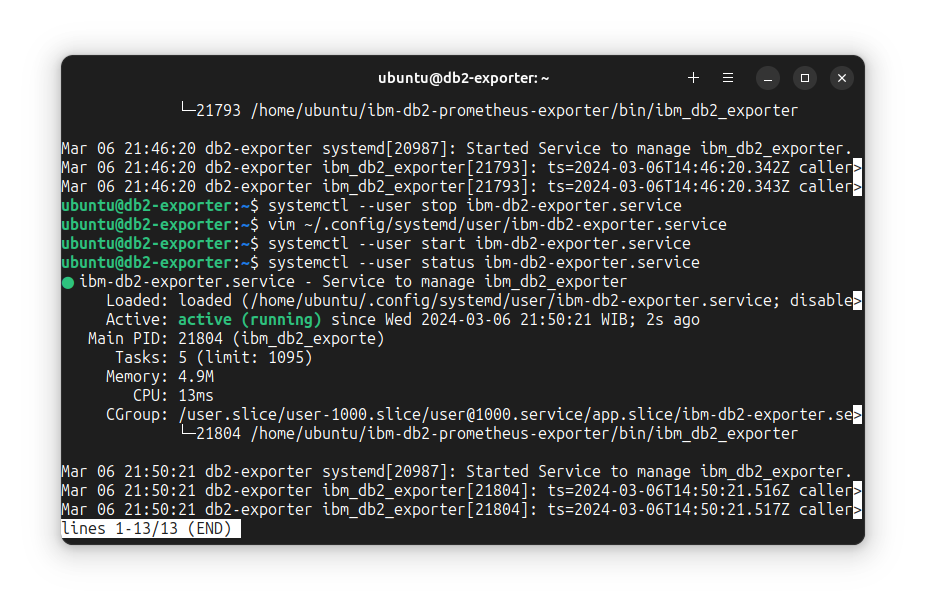 ubuntu@db2-exporter: ~
└─21793 /home/ubuntu/ibm-db2-prometheus-exporter/bin/ibm_db2_exporter
Mar 06 21:46:20 db2-exporter systemd[20987]: Started Service to manage ibm_db2_exporter.
Mar 06 21:46:20 db2-exporter ibm_db2_exporter[21793]: ts=2024-03-06T14:46:20.342Z caller>
Mar 06 21:46:20 db2-exporter ibm_db2_exporter[21793]: ts=2024-03-06T14:46:20.343Z caller>
ubuntu@db2-exporter:~$ systemctl --user stop ibm-db2-exporter.service
ubuntu@db2-exporter:~$ vim ~/.config/systemd/user/ibm-db2-exporter.service
ubuntu@db2-exporter:~$ systemctl --user start ibm-db2-exporter.service
ubuntu@db2-exporter:~$ systemctl --user status ibm-db2-exporter.service
● ibm-db2-exporter.service - Service to manage ibm_db2_exporter
Loaded: loaded (/home/ubuntu/.config/systemd/user/ibm-db2-exporter.service; disable>
Active: active (running) since Wed 2024-03-06 21:50:21 WIB; 2s ago
Main PID: 21804 (ibm_db2_exporte)
Tasks: 5 (limit: 1095)
Memory: 4.9M
CPU: 13ms
CGroup: /user.slice/user-1000.slice/user@1000.service/app.slice/ibm-db2-exporter.se>
└─21804 /home/ubuntu/ibm-db2-prometheus-exporter/bin/ibm_db2_exporter
Mar 06 21:50:21 db2-exporter systemd[20987]: Started Service to manage ibm_db2_exporter.
Mar 06 21:50:21 db2-exporter ibm_db2_exporter[21804]: ts=2024-03-06T14:50:21.516Z caller>
Mar 06 21:50:21 db2-exporter ibm_db2_exporter[21804]: ts=2024-03-06T14:50:21.517Z caller>
lines 1-13/13 (END)